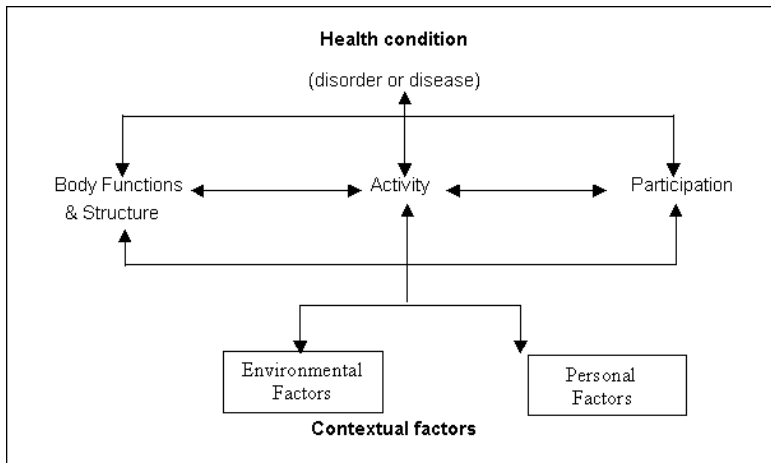 Health condition
(disorder or disease)
Body Functions
& Structure
Activity
Participation
Environmental
Factors
Personal
Factors
Contextual factors